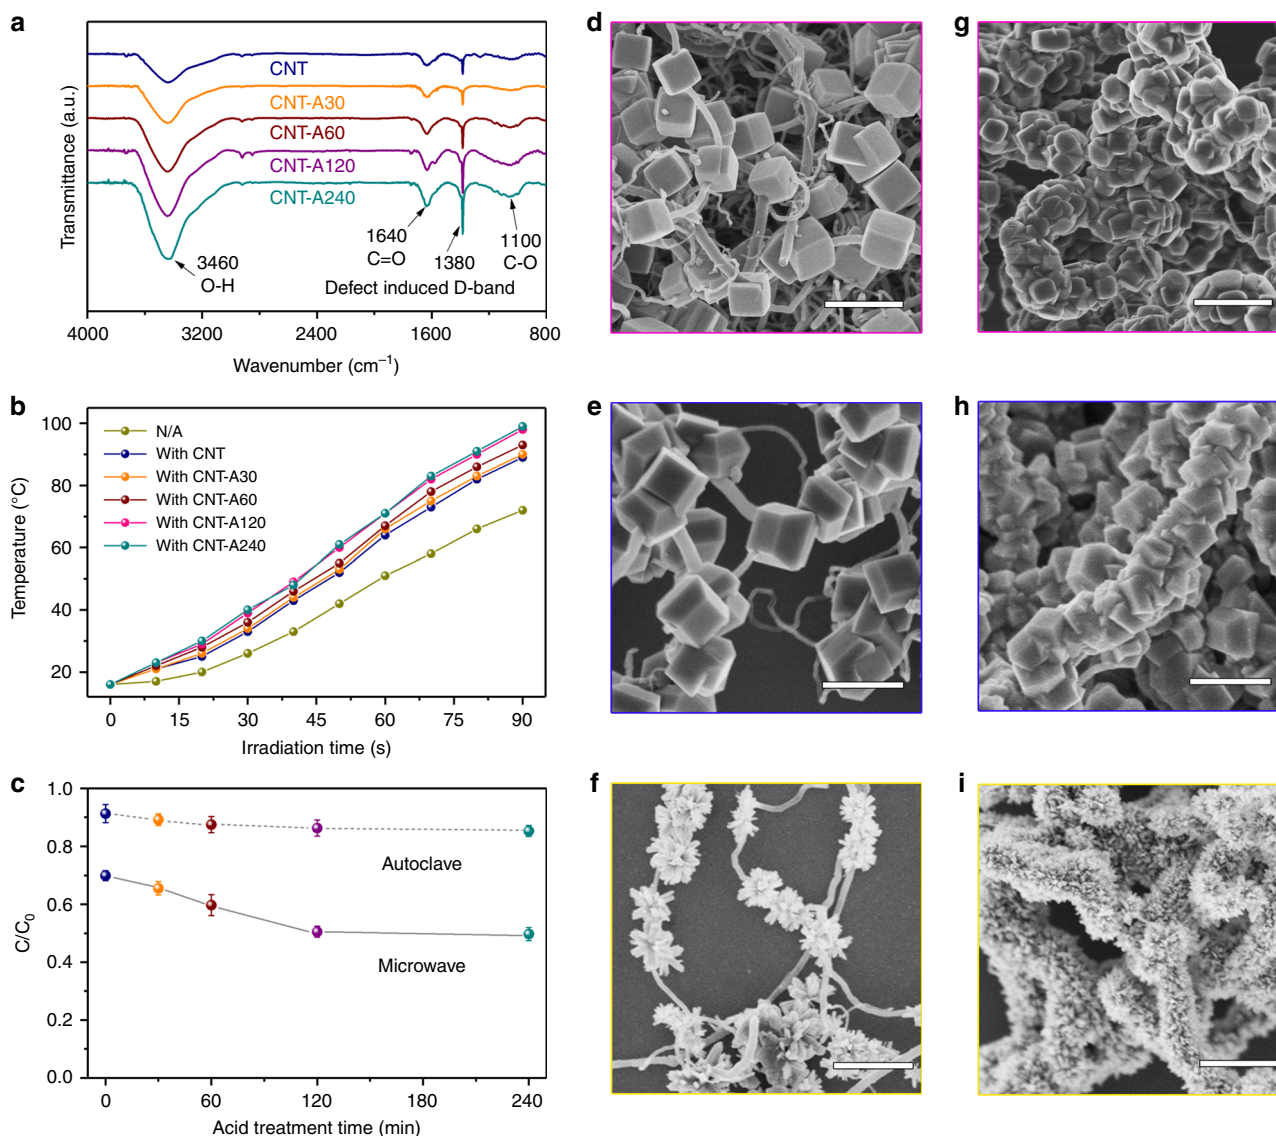 a
CNT
CNT-A30
CNT-A60
CNT-A120
CNT-A240
3460
O-H
1640
C=O
1380
1100
C-O
Defect induced D-band
Transmittance (a.u.)
4000 3200 2400 1600 800
Wavenumber (cm⁻¹)
b
N/A
With CNT
With CNT-A30
With CNT-A60
With CNT-A120
With CNT-A240
100
80
60
40
20
Temperature (°C)
0 15 30 45 60 75 90
Irradiation time (s)
c
1.0
0.8
0.6
0.4
0.2
0.0
C/C₀
Autoclave
Microwave
0 60 120 180 240
Acid treatment time (min)
d
e
f
g
h
i